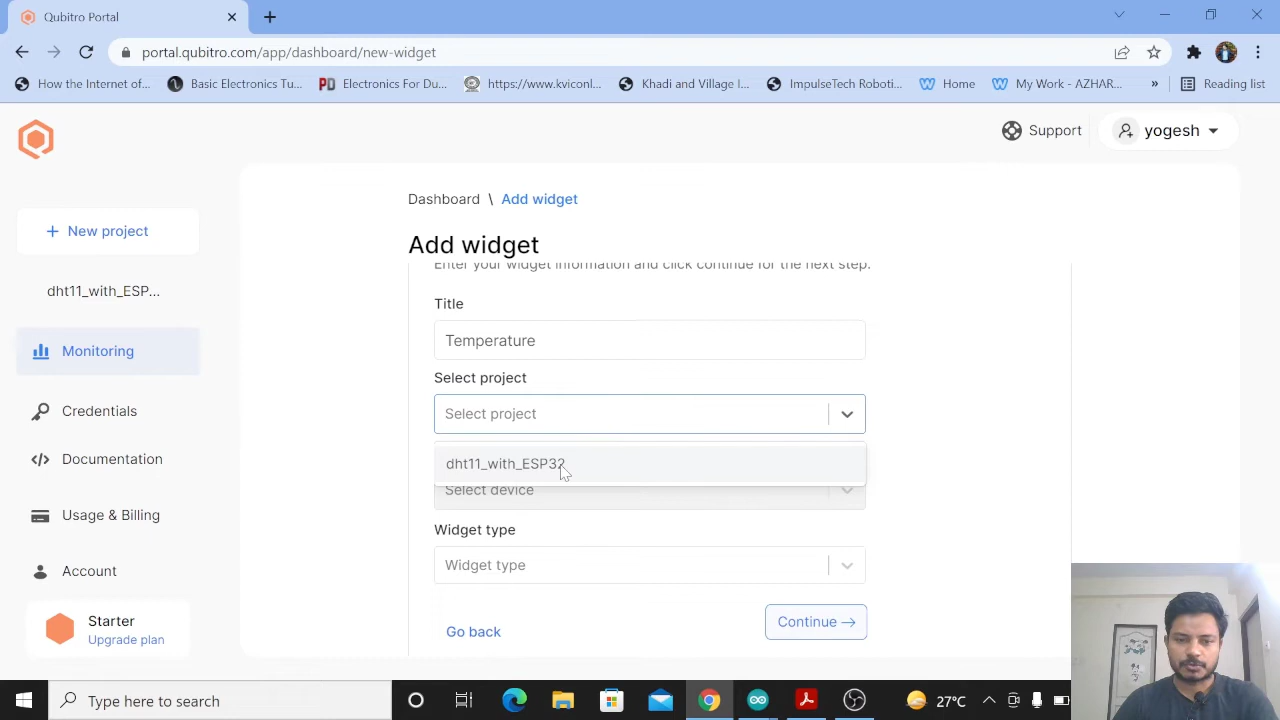 Qubitro Portal
portal.qubitro.com/app/dashboard/new-widget
How the Internet of...
Basic Electronics Tu...
Electronics For Du...
https://www.kviconl...
Khadi and Village I...
ImpulseTech Roboti...
Home
My Work - AZHAR...
»
Reading list
Support
yogesh
Dashboard \ Add widget
+ New project
Add widget
Enter your widget information and click continue for the next step.
dht11_with_ESP...
Title
Temperature
Monitoring
Select project
Select project
Credentials
dht11_with_ESP32
Documentation
Select device
Usage & Billing
Widget type
Widget type
Account
Starter
Upgrade plan
Continue →
Go back
Type here to search
27°C